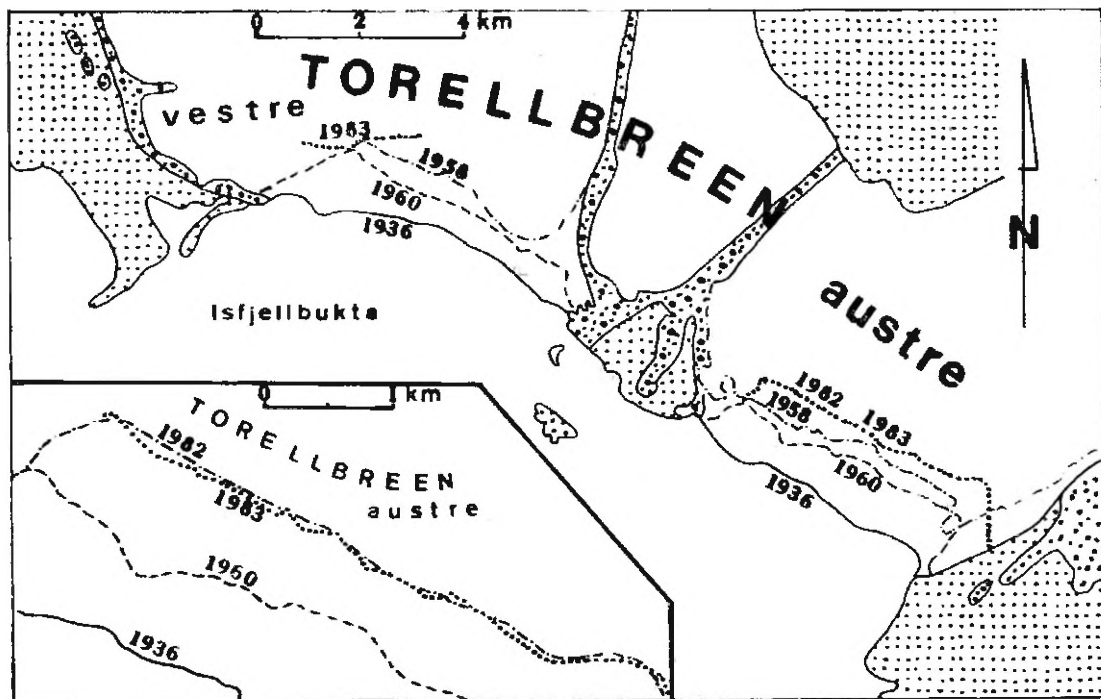 0 2 4 km
TORELLBREEN
vestre
1983
1958
1960
1936
N
austre
Isfjellbukta
1982
1983
1958
1960
1936
0 1 km
TORELLBREEN
austre
1982
1983
1960
1936